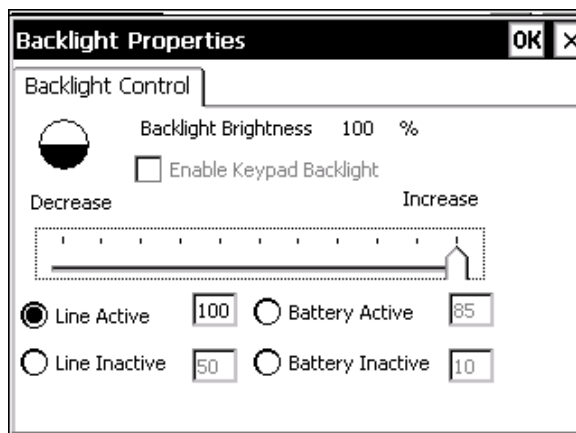 Backlight Properties OK ×
Backlight Control
Backlight Brightness 100 %
Enable Keypad Backlight
Decrease Increase
Line Active 100 Battery Active 85
Line Inactive 50 Battery Inactive 10